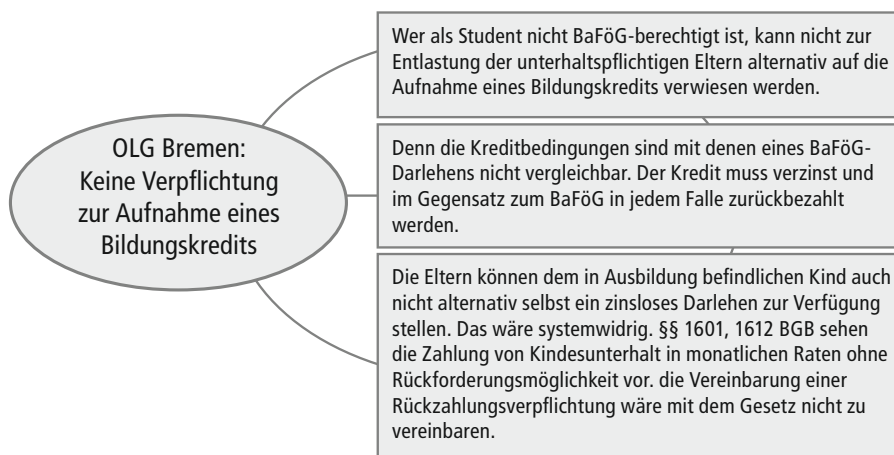 OLG Bremen:
Keine Verpflichtung
zur Aufnahme eines
Bildungskredits
Wer als Student nicht BaFöG-berechtigt ist, kann nicht zur
Entlastung der unterhaltspflichtigen Eltern alternativ auf die
Aufnahme eines Bildungskredits verwiesen werden.
Denn die Kreditbedingungen sind mit denen eines BaFöG-
Darlehens nicht vergleichbar. Der Kredit muss verzinst und
im Gegensatz zum BaFöG in jedem Falle zurückbezahlt
werden.
Die Eltern können dem in Ausbildung befindlichen Kind auch
nicht alternativ selbst ein zinsloses Darlehen zur Verfügung
stellen. Das wäre systemwidrig. §§ 1601, 1612 BGB sehen
die Zahlung von Kindesunterhalt in monatlichen Raten ohne
Rückforderungsmöglichkeit vor. die Vereinbarung einer
Rückzahlungsverpflichtung wäre mit dem Gesetz nicht zu
vereinbaren.